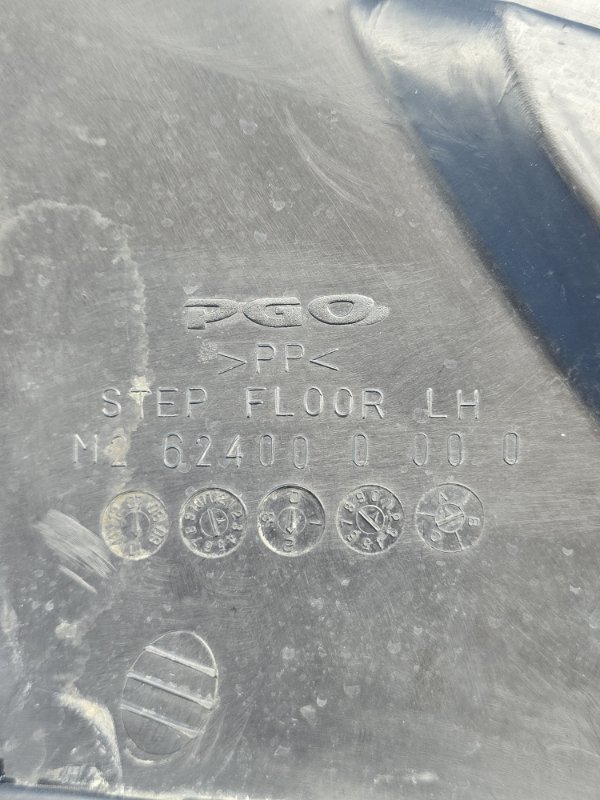 PGO
>PP<
STEP FLOOR LH
M2 62400 0 00 0